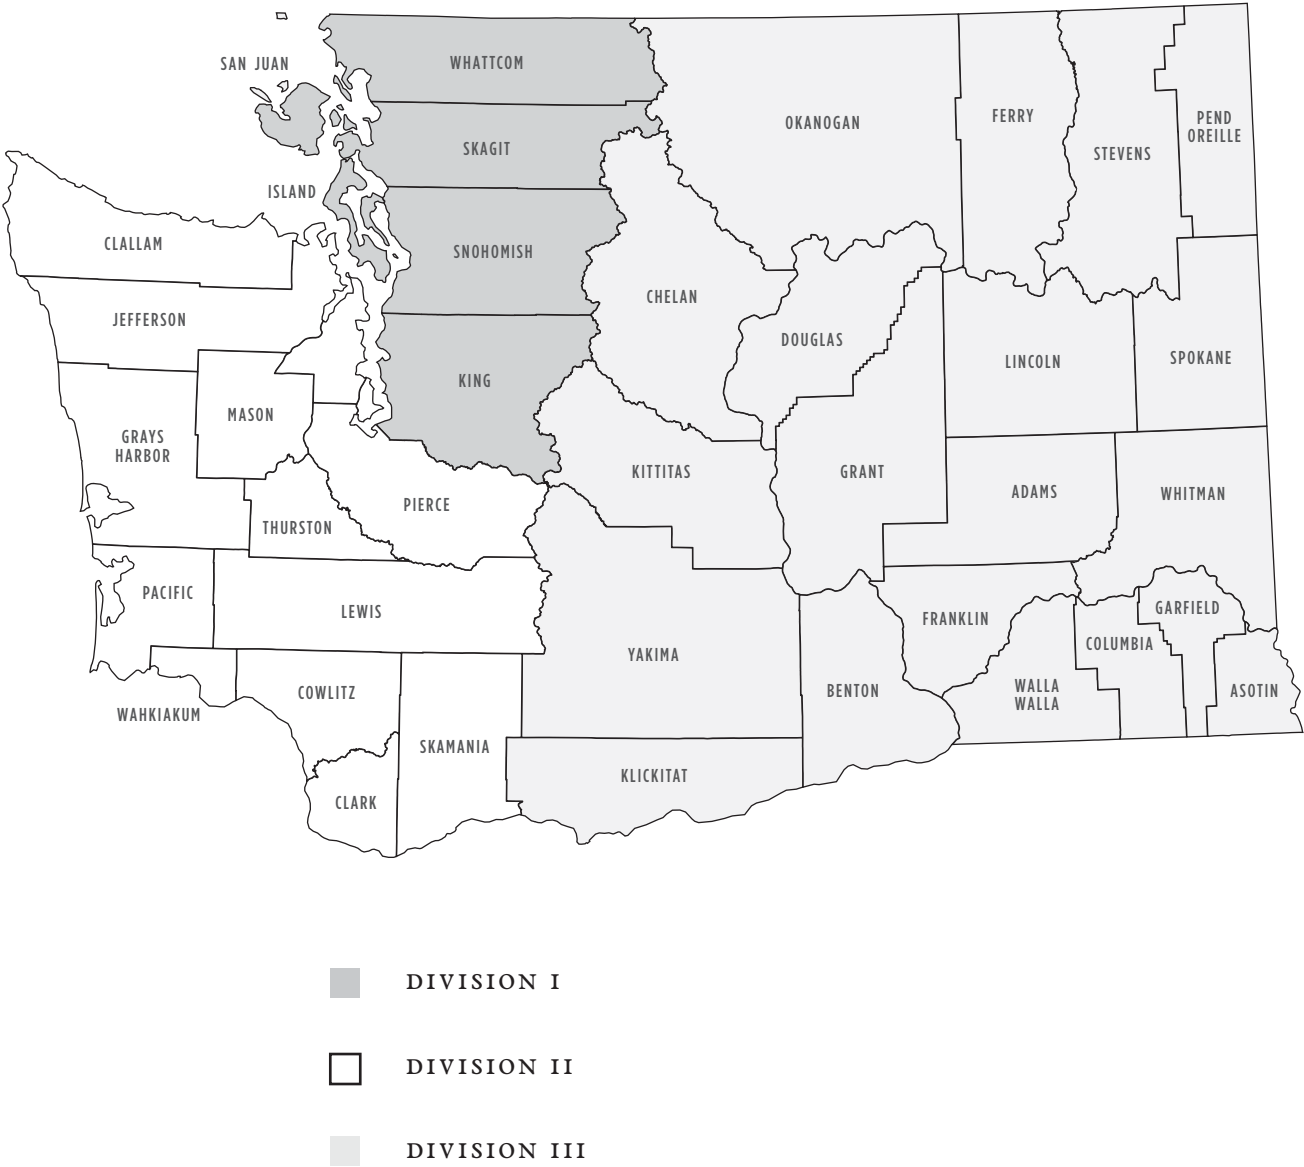 SAN JUAN
WHATTCOM
SKAGIT
ISLAND
SNOHOMISH
KING
CLALLAM
JEFFERSON
MASON
GRAYS
HARBOR
THURSTON
PIERCE
PACIFIC
LEWIS
WAHKIAKUM
COWLITZ
SKAMANIA
CLARK
OKANOGAN
FERRY
STEVENS
PEND
OREILLE
CHELAN
DOUGLAS
LINCOLN
SPOKANE
KITTITAS
GRANT
ADAMS
WHITMAN
YAKIMA
BENTON
FRANKLIN
WALLA
WALLA
COLUMBIA
GARFIELD
ASOTIN
KLICKITAT
DIVISION I
DIVISION II
DIVISION III